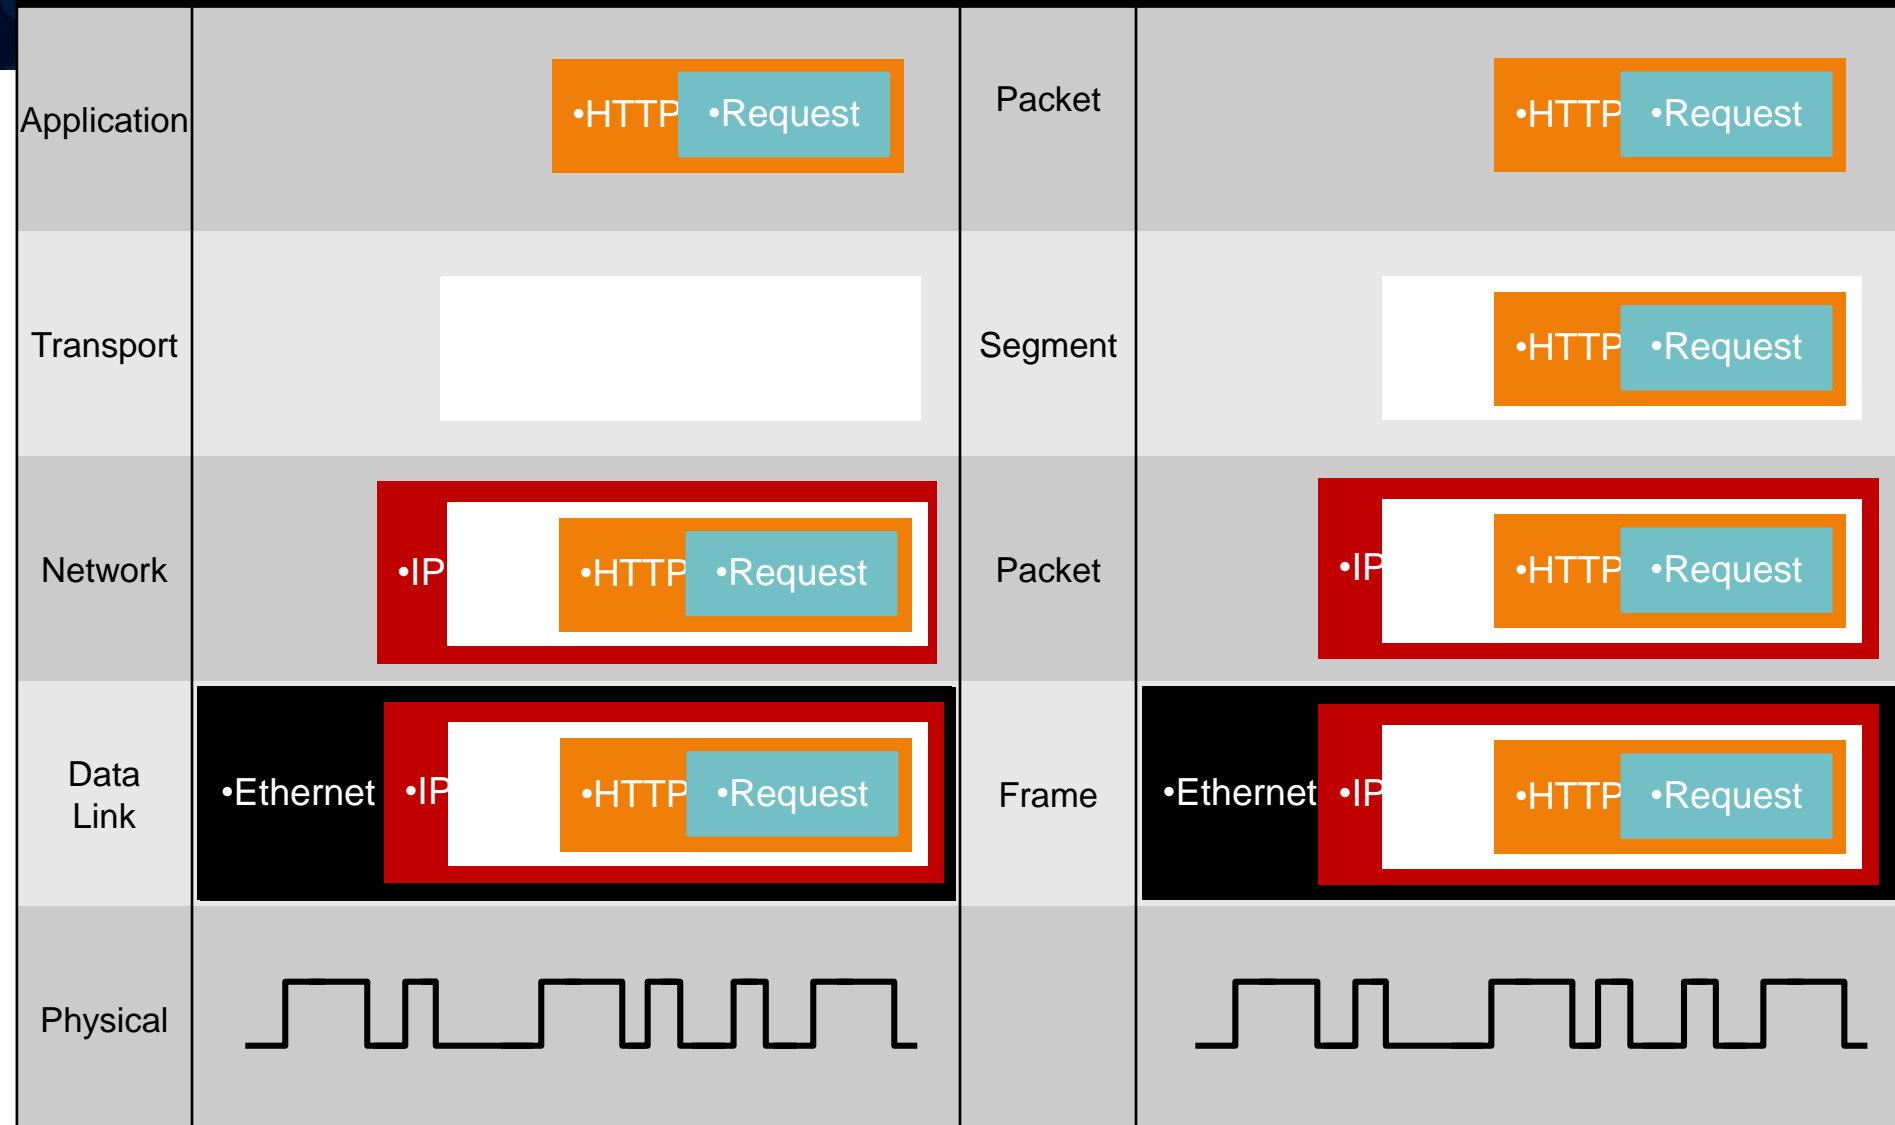 Application
•HTTP •Request
Packet
•HTTP •Request
Transport
Segment
•HTTP •Request
Network
•IP •HTTP •Request
Packet
•IP •HTTP •Request
Data
Link
•Ethernet •IP •HTTP •Request
Frame
•Ethernet •IP •HTTP •Request
Physical